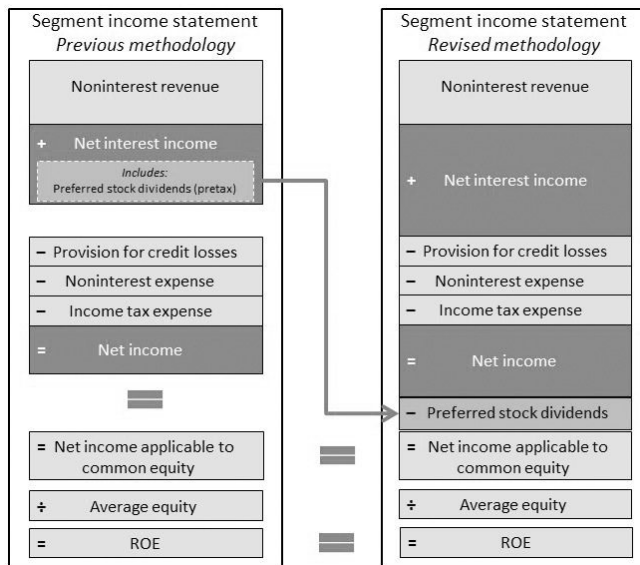 Segment income statement
Previous methodology
Noninterest revenue
+ Net interest income
Includes:
Preferred stock dividends (pretax)
– Provision for credit losses
– Noninterest expense
– Income tax expense
= Net income
=
= Net income applicable to
common equity
÷ Average equity
= ROE
=
=
Segment income statement
Revised methodology
Noninterest revenue
+ Net interest income
– Provision for credit losses
– Noninterest expense
– Income tax expense
= Net income
– Preferred stock dividends
= Net income applicable to
common equity
÷ Average equity
= ROE